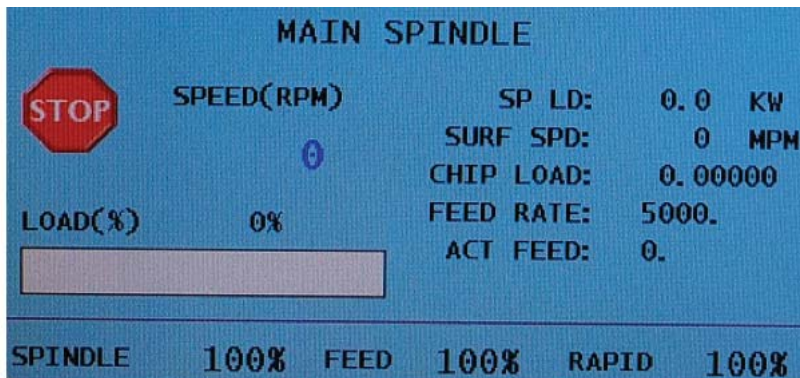 MAIN SPINDLE
STOP
SPEED(RPM)
0
LOAD(%) 0%
SP LD: 0.0 KW
SURF SPD: 0 MPM
CHIP LOAD: 0.00000
FEED RATE: 5000.
ACT FEED: 0.
SPINDLE 100% FEED 100% RAPID 100%